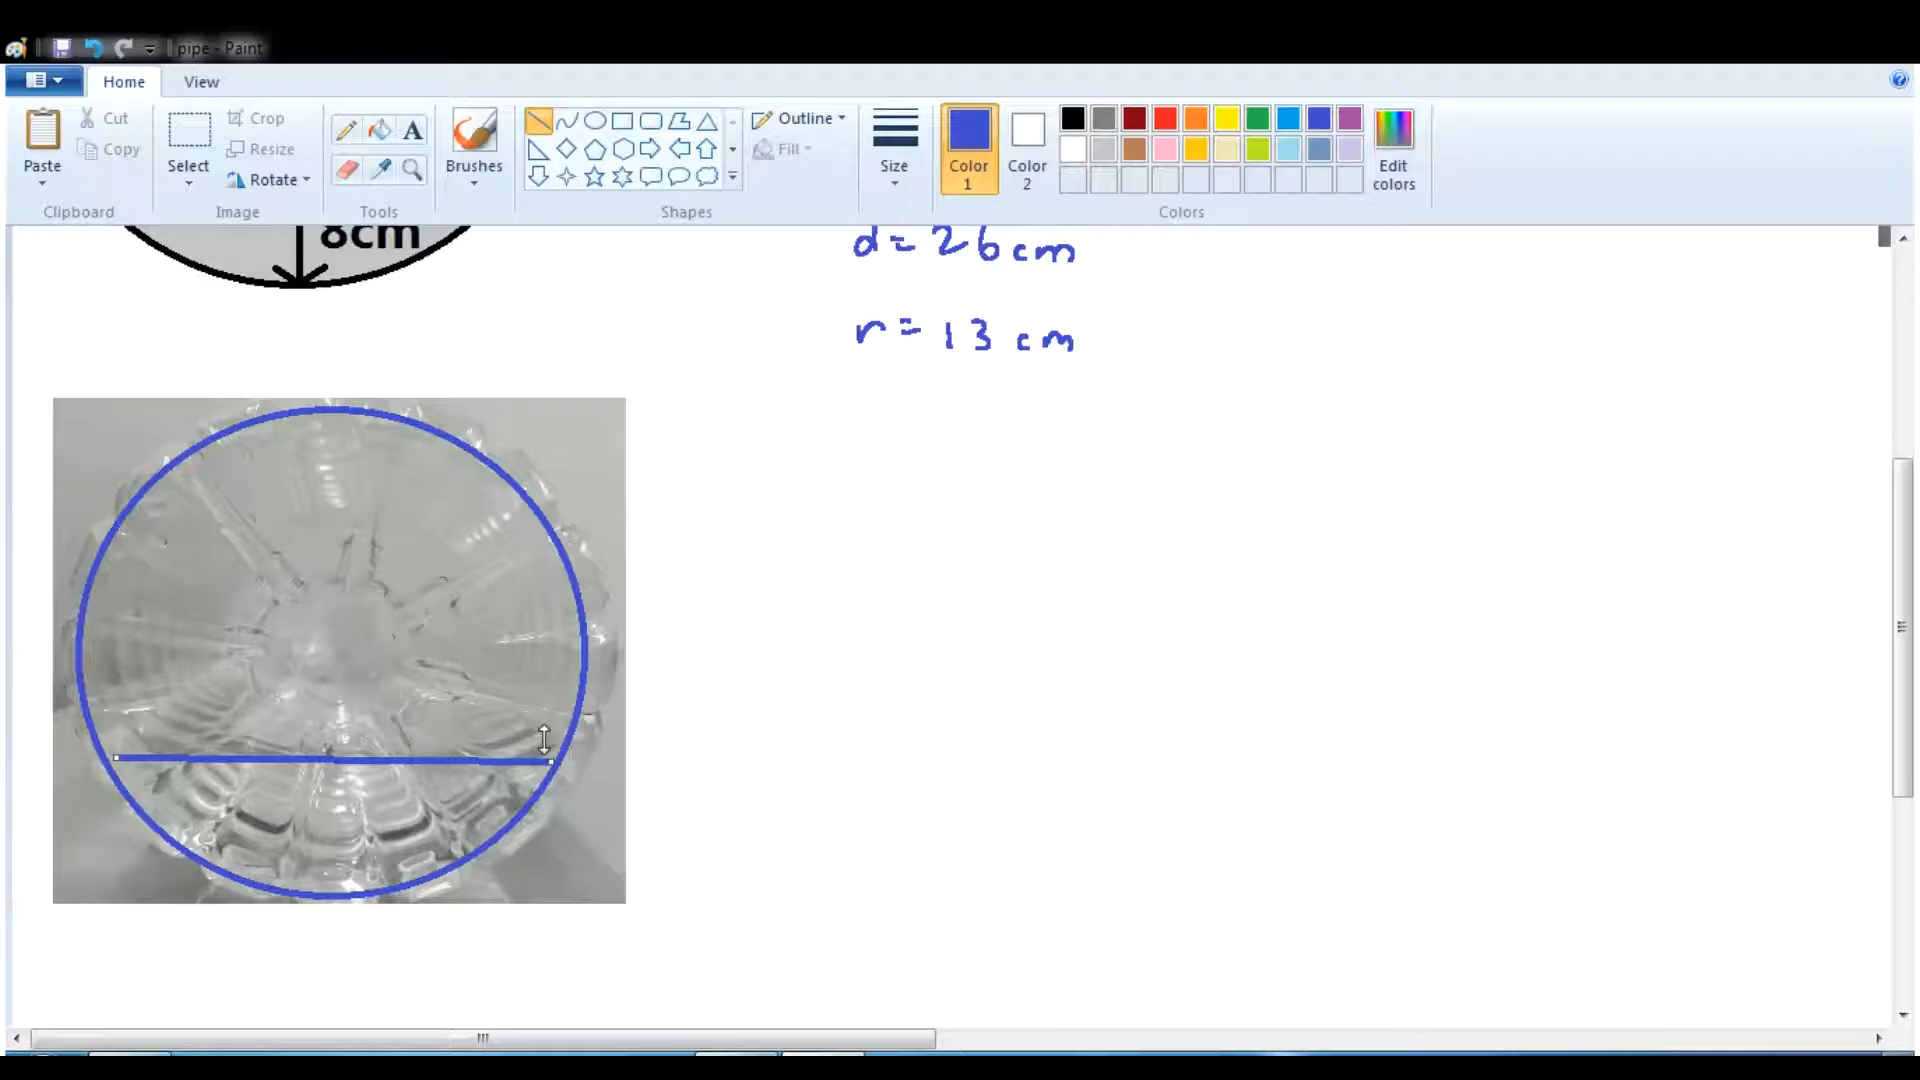 pipe - Paint
Home View
Paste
Cut
Copy
Clipboard
Select
Crop
Resize
Rotate
Image
A
Tools
Brushes
Outline
Fill
Shapes
Size
Color 1
Color 2
Edit colors
Colors
8cm
d = 26 cm
r = 13 cm